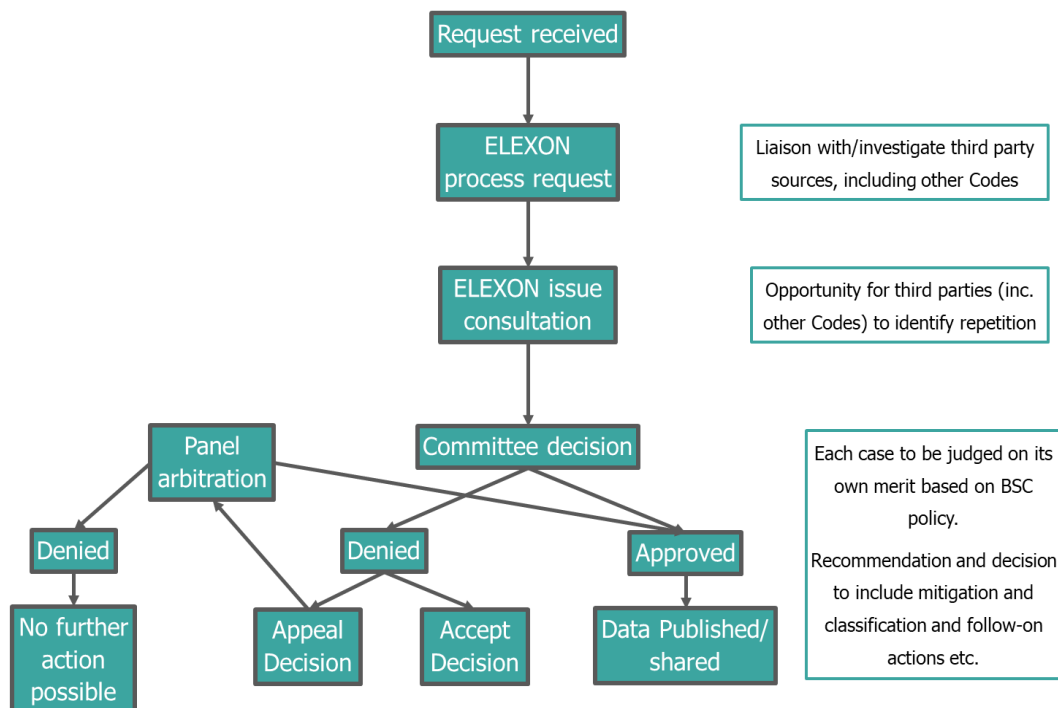 Request received
ELEXON
process request
Liaison with/investigate third party
sources, including other Codes
ELEXON issue
consultation
Opportunity for third parties (inc.
other Codes) to identify repetition
Panel
arbitration
Committee decision
Each case to be judged on its
own merit based on BSC
policy.
Recommendation and decision
to include mitigation and
classification and follow-on
actions etc.
Denied
Denied
Approved
No further
action
possible
Appeal
Decision
Accept
Decision
Data Published/
shared